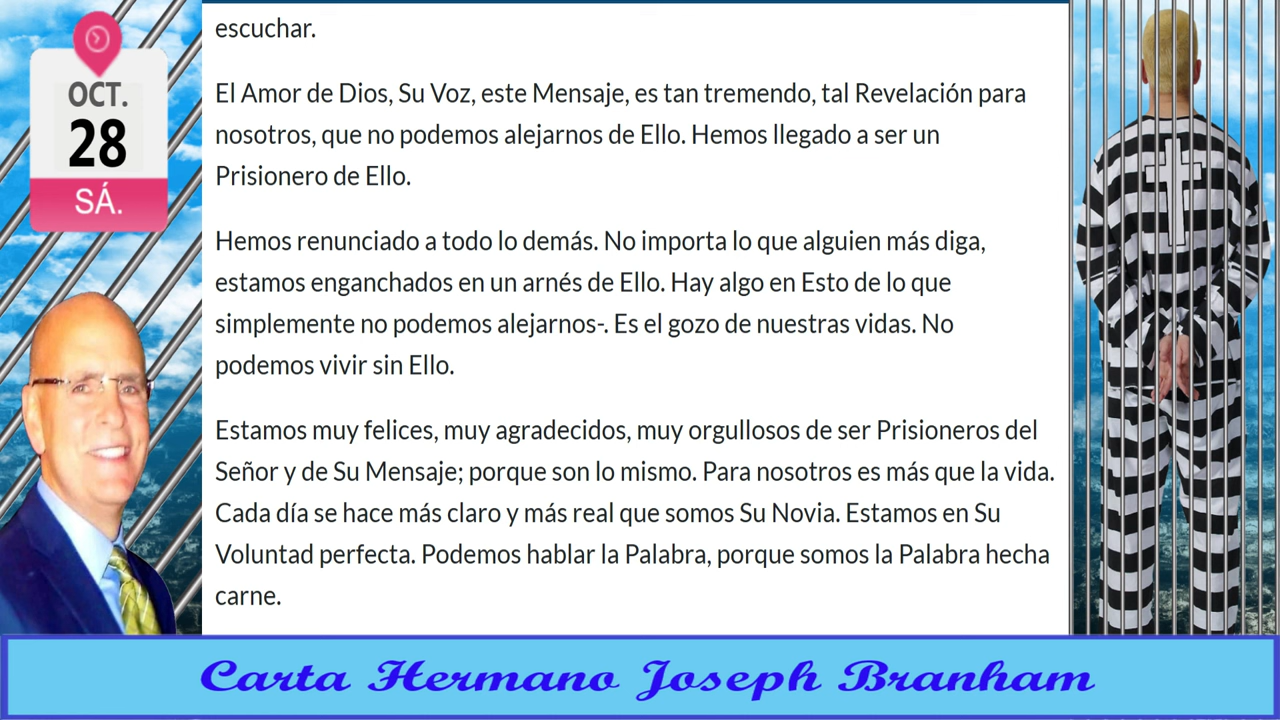 OCT.
28
SÁ.
escuchar.
El Amor de Dios, Su Voz, este Mensaje, es tan tremendo, tal Revelación para
nosotros, que no podemos alejarnos de Ello. Hemos llegado a ser un
Prisionero de Ello.
Hemos renunciado a todo lo demás. No importa lo que alguien más diga,
estamos enganchados en un arnés de Ello. Hay algo en Esto de lo que
simplemente no podemos alejarnos-. Es el gozo de nuestras vidas. No
podemos vivir sin Ello.
Estamos muy felices, muy agradecidos, muy orgullosos de ser Prisioneros del
Señor y de Su Mensaje; porque son lo mismo. Para nosotros es más que la vida.
Cada día se hace más claro y más real que somos Su Novia. Estamos en Su
Voluntad perfecta. Podemos hablar la Palabra, porque somos la Palabra hecha
carne.
Carta Hermano Joseph Branham